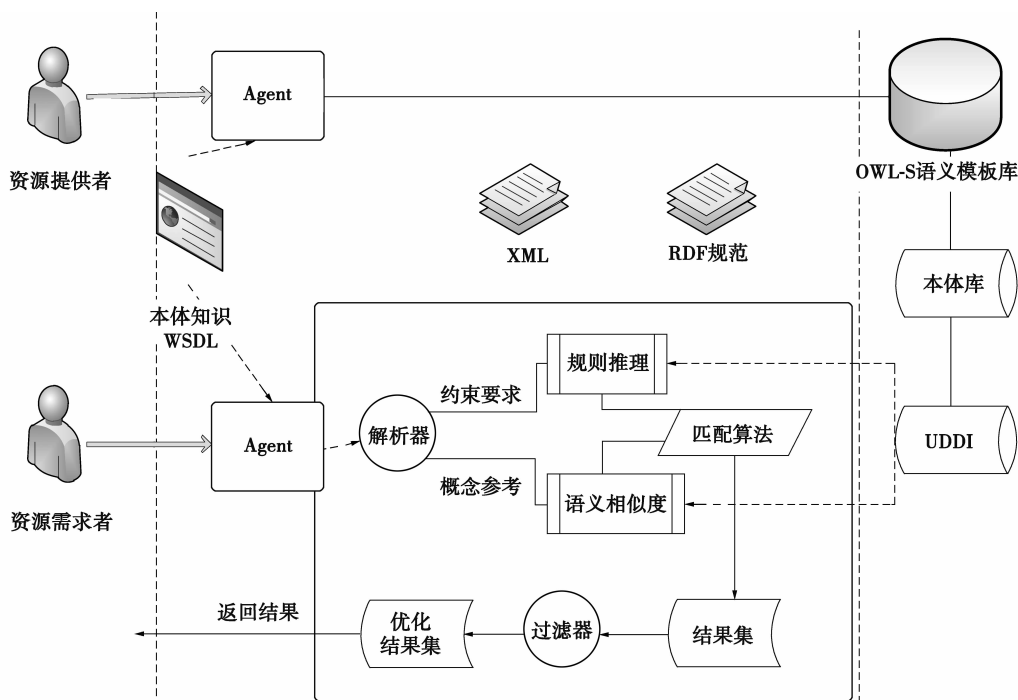 Agent
资源提供者
OWL-S语义模板库
XML
RDF规范
本体库
本体知识
WSDL
规则推理
约束要求
Agent
解析器
匹配算法
UDDI
概念参考
语义相似度
资源需求者
返回结果
优化
结果集
过滤器
结果集